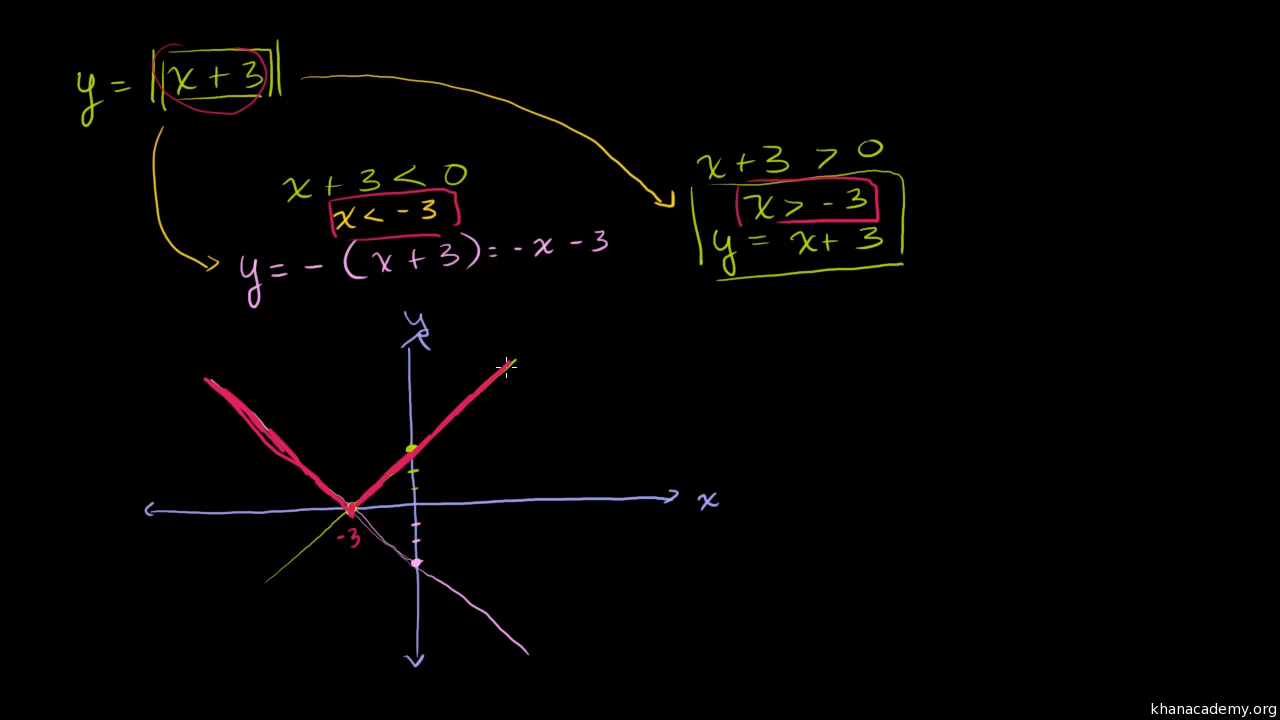 y = |x + 3|
x + 3 > 0
x + 3 < 0
x > - 3
x < - 3
y = x + 3
y = - (x + 3) = - x - 3
y
x
-3
khanacademy.org